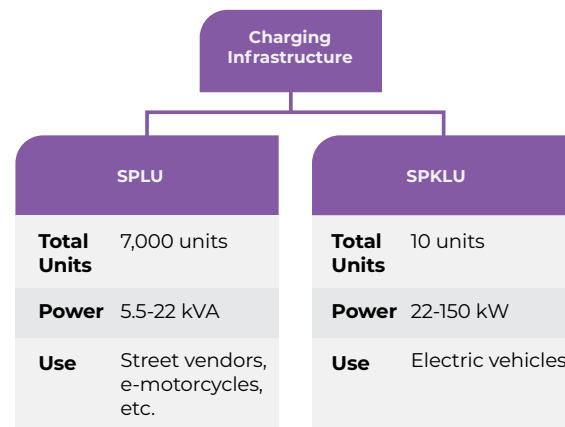 Charging
Infrastructure
SPLU
Total Units 7,000 units
Power 5.5-22 kVA
Use Street vendors,
e-motorcycles,
etc.
SPKLU
Total Units 10 units
Power 22-150 kW
Use Electric vehicles